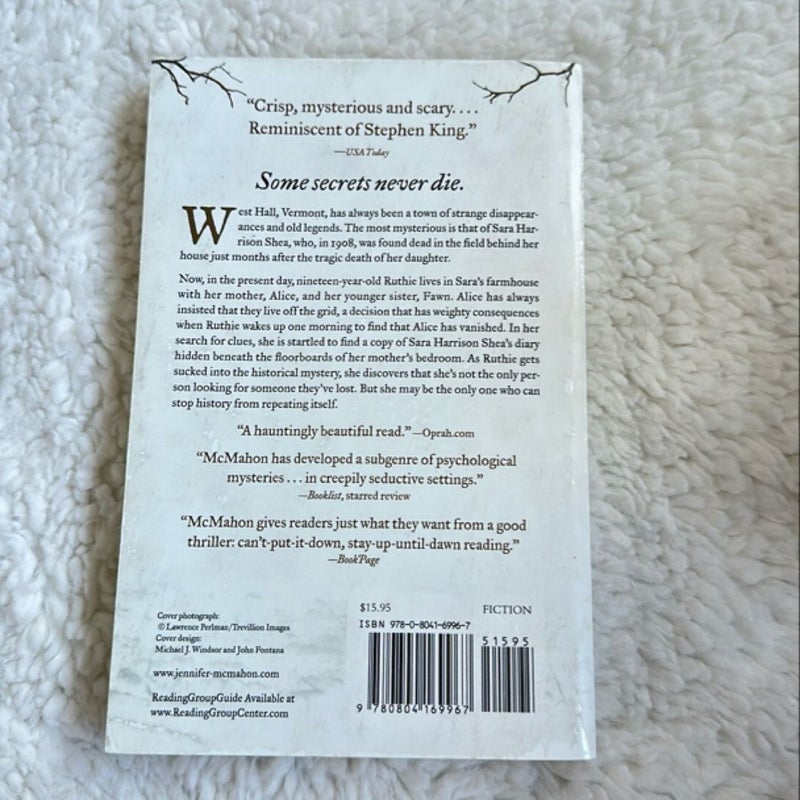 “Crisp, mysterious and scary....
Reminiscent of Stephen King.”
—USA Today
Some secrets never die.
West Hall, Vermont, has always been a town of strange disappear-
ances and old legends. The most mysterious is that of Sara Har-
rison Shea, who, in 1908, was found dead in the field behind her
house just months after the tragic death of her daughter.
Now, in the present day, nineteen-year-old Ruthie lives in Sara’s farmhouse
with her mother, Alice, and her younger sister, Fawn. Alice has always
insisted that they live off the grid, a decision that has weighty consequences
when Ruthie wakes up one morning to find that Alice has vanished. In her
search for clues, she is startled to find a copy of Sara Harrison Shea’s diary
hidden beneath the floorboards of her mother’s bedroom. As Ruthie gets
sucked into the historical mystery, she discovers that she’s not the only per-
son looking for someone they’ve lost. But she may be the only one who can
stop history from repeating itself.
“A hauntingly beautiful read.” —Oprah.com
“McMahon has developed a subgenre of psychological
mysteries... in creepily seductive settings.”
—Booklist, starred review
“McMahon gives readers just what they want from a good
thriller: can’t-put-it-down, stay-up-until-dawn reading.”
—BookPage
Cover photograph:
© Lawrence Perlman/Trevillion Images
Cover design:
Michael J. Windsor and John Fontana
www.jennifer-mcmahon.com
ReadingGroupGuide Available at
www.ReadingGroupCenter.com
$15.95 FICTION
ISBN 978-0-8041-6996-7
51595
9 780804 169967